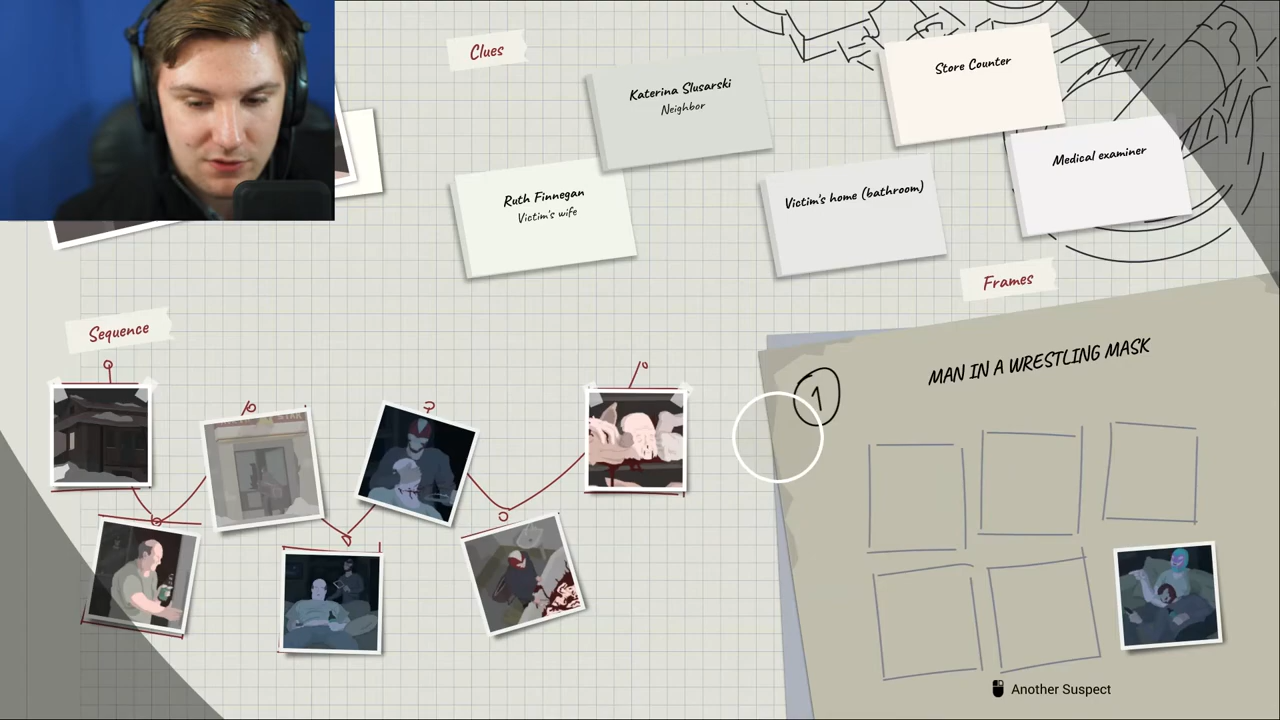 Clues
Katerina Slusarski
Neighbor
Store Counter
Medical examiner
Ruth Finnegan
Victim's wife
Victim's home (bathroom)
Frames
Sequence
MAN IN A WRESTLING MASK
1
Another Suspect